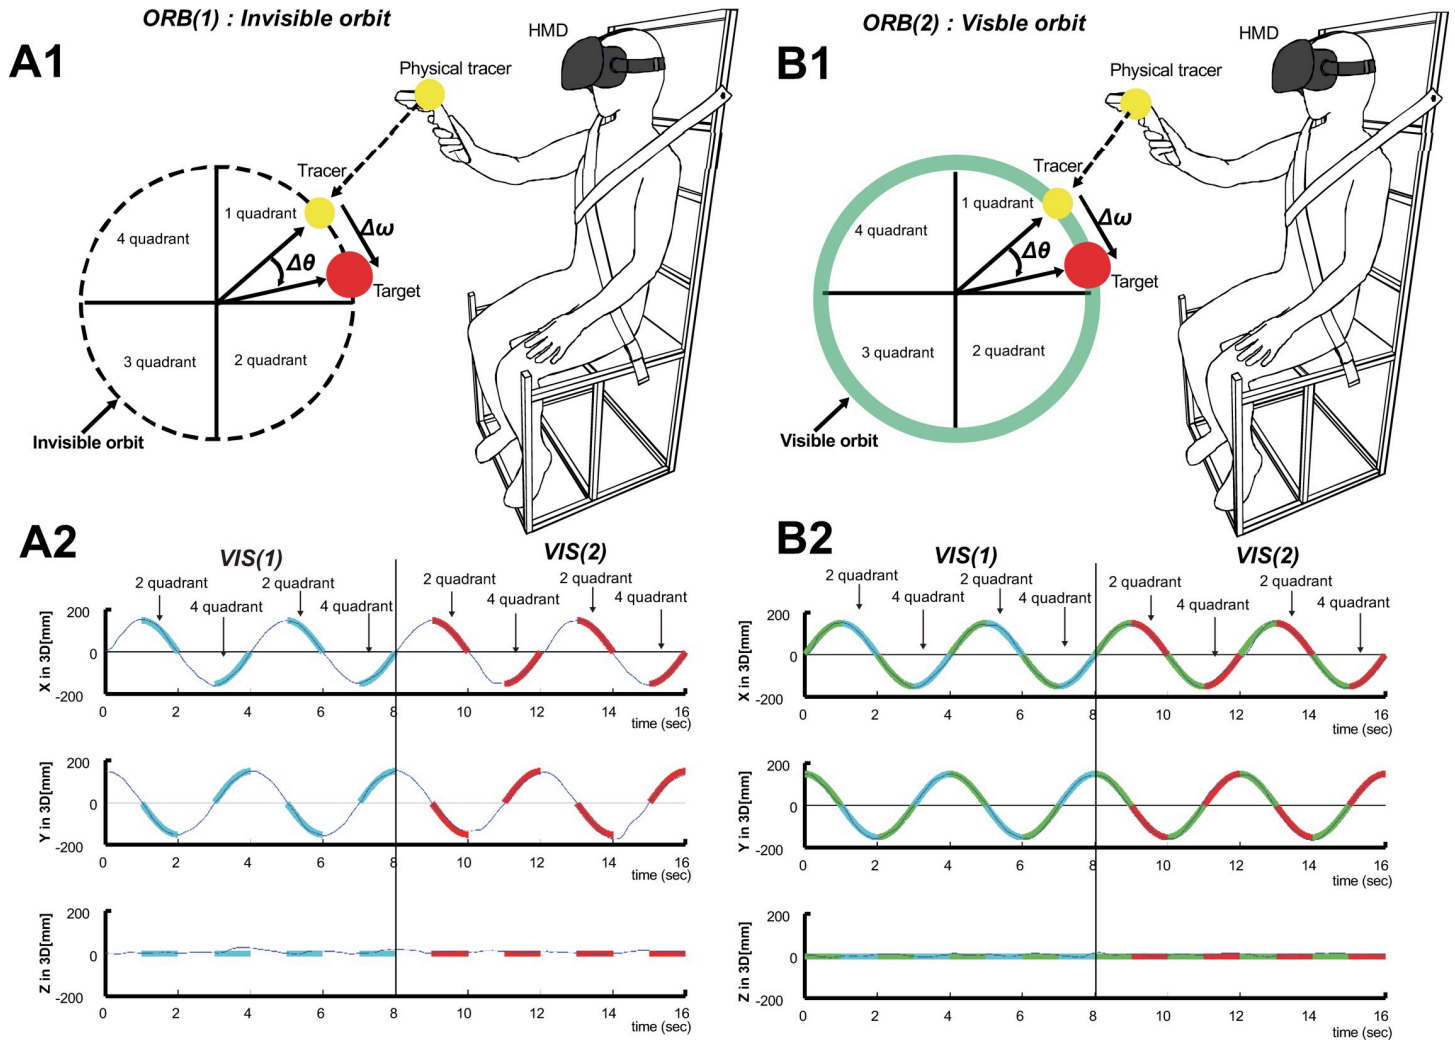 ORB(1) : Invisible orbit
A1
HMD
Physical tracer
Tracer
1 quadrant
4 quadrant
Δω
Δθ
Target
3 quadrant
2 quadrant
Invisible orbit
ORB(2) : Visble orbit
B1
HMD
Physical tracer
Tracer
1 quadrant
4 quadrant
Δω
Δθ
Target
3 quadrant
2 quadrant
Visible orbit
A2
VIS(1)
VIS(2)
2 quadrant
2 quadrant
2 quadrant
2 quadrant
4 quadrant
4 quadrant
4 quadrant
4 quadrant
X in 3D[mm]
200
0
-200
0 2 4 6 8 10 12 14 16
time (sec)
Y in 3D[mm]
200
0
-200
2 4 6 8 10 12 14 16
time (sec)
Z in 3D[mm]
200
0
-200
0 2 4 6 8 10 12 14 16
time (sec)
B2
VIS(1)
VIS(2)
2 quadrant
2 quadrant
2 quadrant
2 quadrant
4 quadrant
4 quadrant
4 quadrant
4 quadrant
X in 3D[mm]
200
0
-200
0 2 4 6 8 10 12 14 16
time (sec)
Y in 3D[mm]
200
0
-200
0 2 4 6 8 10 12 14 16
time (sec)
Z in 3D[mm]
200
0
-200
0 2 4 6 8 10 12 14 16
time (sec)